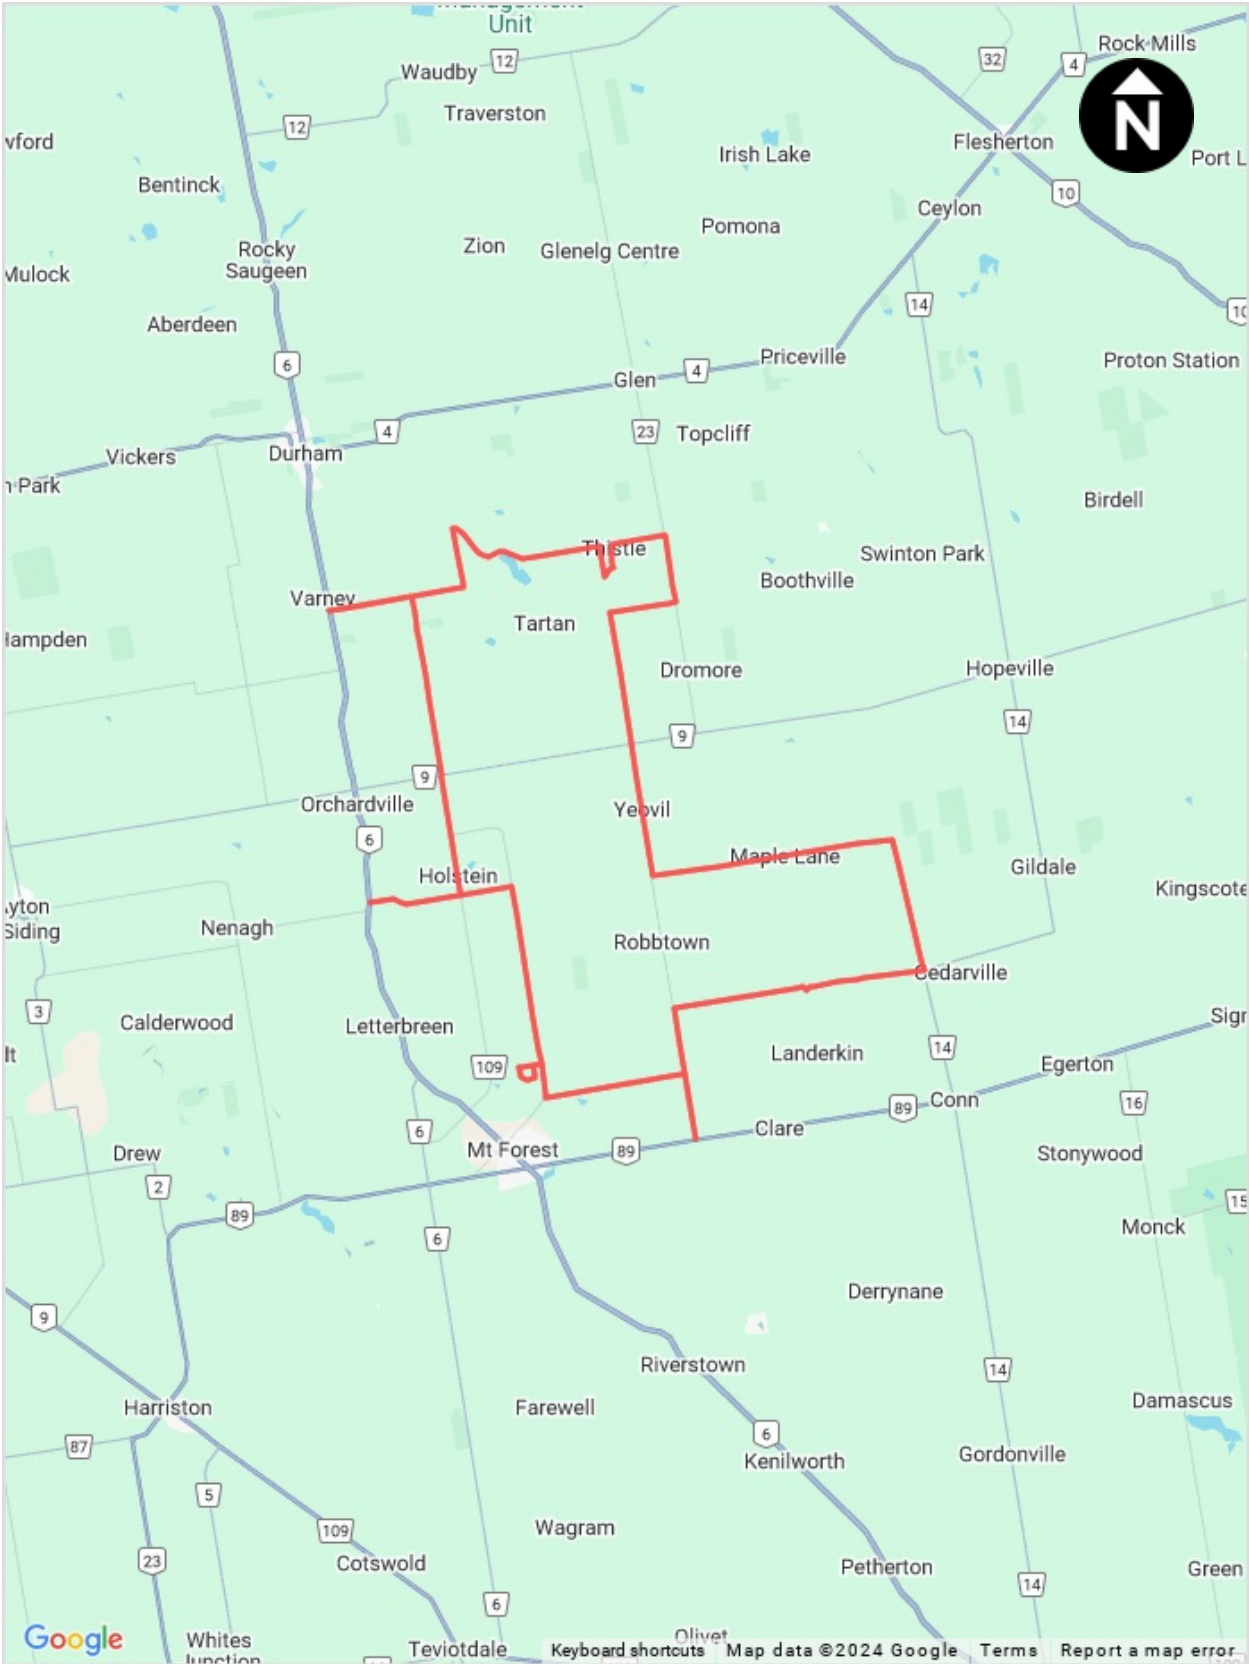 Unit
12
32
Rock Mills
4
Waudby
Traverston
N
12
Flesherton
Irish Lake
Bentinck
10
Ceylon
Pomona
Rocky
Saugeen
Zion
Glenelg Centre
Mulock
14
Aberdeen
6
Priceville
Proton Station
4
Glen
4
23
Topcliff
Durham
Vickers
Park
Birdell
Thistle
Swinton Park
Boothville
Varney
Tartan
Dromore
Hopeville
14
9
9
Orchardville
Yeovil
6
Maple Lane
Gildale
Holstein
Nenagh
Siding
Robbtown
Cedarville
3
Calderwood
Letterbreen
14
109
Landerkin
Egerton
Conn
89
16
6
Clare
Mt Forest
89
Drew
Stonywood
2
15
89
Monck
6
Derrynane
9
Riverstown
14
Damascus
Harriston
Farewell
6
87
Kenilworth
Gordonville
5
109
Wagram
23
Cotswold
Petherton
Green
14
6
Google
Whites
Junction
Teviotdale
Olivet
Keyboard shortcuts
Map data ©2024 Google
Terms
Report a map error